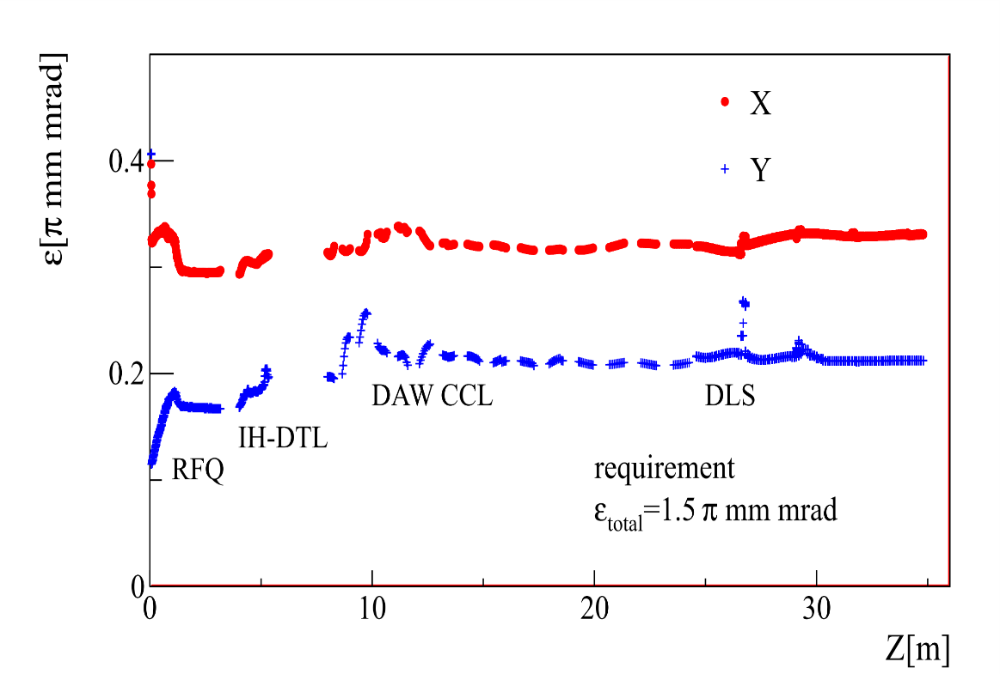 ε[π mm mrad]
X
0.4
Y
0.2
DAW CCL
DLS
IH-DTL
RFQ
requirement
εtotal=1.5 π mm mrad
0
0
10
20
30
Z[m]